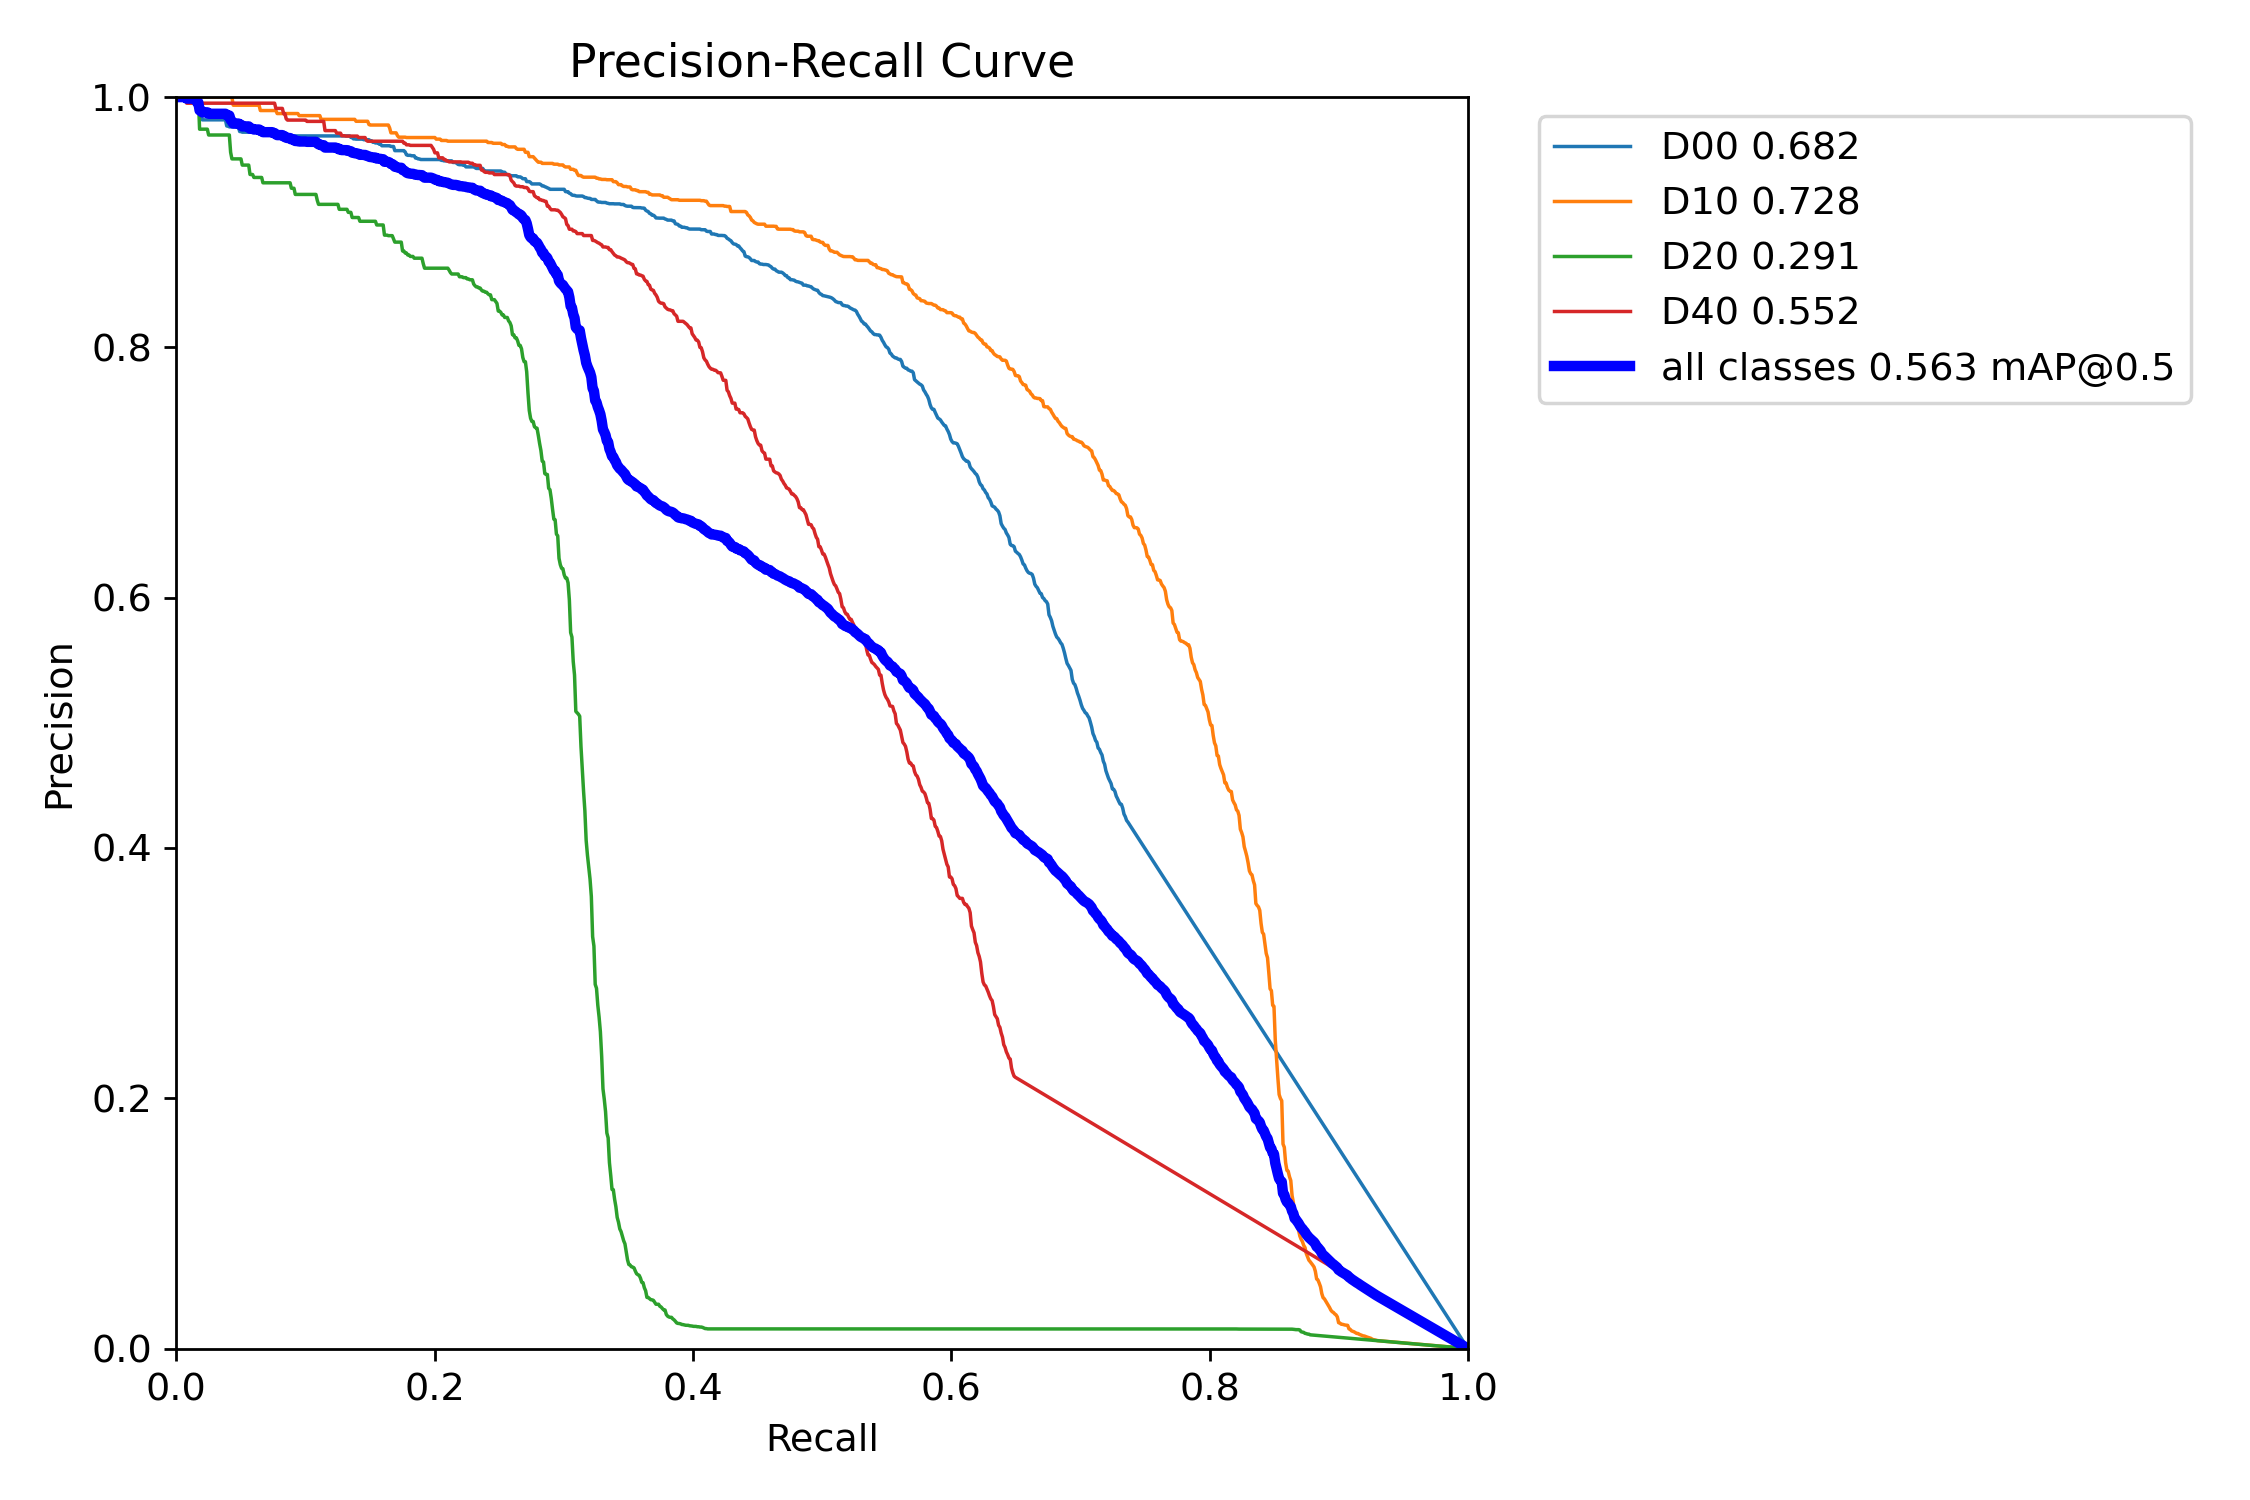 Precision-Recall Curve
1.0
0.8
0.6
0.4
0.2
0.0
Precision
0.0 0.2 0.4 0.6 0.8 1.0
Recall
D00 0.682
D10 0.728
D20 0.291
D40 0.552
all classes 0.563 mAP@0.5